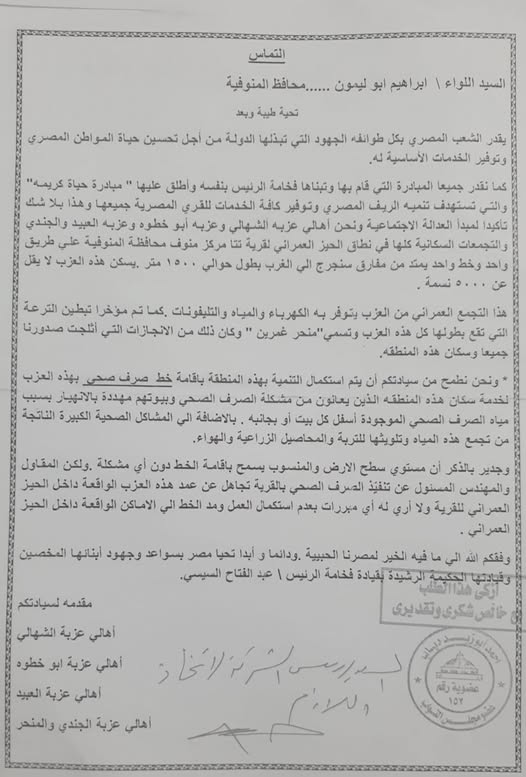 التماس
السيد اللواء \ ابراهيم ابو ليمون ......محافظ المنوفية
تحية طيبة وبعد
يقدر الشعب المصري بكل طوائفه الجهود التي تبذلها الدولة من أجل تحسين حياة المواطن المصري
وتوفير الخدمات الأساسية له.
كما نقدر جميعا المبادرة التي قام بها وتبناها فخامة الرئيس بنفسه وأطلق عليها " مبادرة حياة كريمه"
والتي تستهدف تنميه الريف المصري وتوفير كافة الخدمات للقري المصرية جميعها وهذا بلا شك
تأكيدا لمبدأ العدالة الاجتماعية ونحن أهالي عزبه الشهالي وعزبه أبو خطوه وعزبه العبيد والجندي
والتجمعات السكانية كلها في نطاق الحيز العمراني لقرية تتا مركز منوف محافظة المنوفية علي طريق
واحد وخط واحد يمتد من مفارق سنجرج الي الغرب بطول حوالي ١٥٠٠ متر .يسكن هذه العزب لا يقل
عن ٥٠٠٠ نسمة .
هذا التجمع العمراني من العزب يتوفر به الكهرباء والمياه والتليفونات .كما تم مؤخرا تبطين الترعة
التي تقع بطولها كل هذه العزب وتسمي"منحر غمرين " وكان ذلك من الانجازات التي أثلجت صدورنا
جميعا وسكان هذه المنطقه.
* ونحن نطمح من سيادتكم أن يتم استكمال التنمية بهذه المنطقة باقامة خط صرف صحي بهذه العزب
لخدمة سكان هذه المنطقه الذين يعانون من مشكلة الصرف الصحي وبيوتهم مهددة بالانهيار بسبب
مياه الصرف الصحي الموجودة أسفل كل بيت أو بجانبه . بالاضافة الي المشاكل الصحية الكبيرة الناتجة
من تجمع هذه المياه وتلويثها للتربة والمحاصيل الزراعية والهواء.
وجدير بالذكر أن مستوي سطح الارض والمنسوب يسمح باقامة الخط دون أي مشكلة .ولكن المقاول
والمهندس المسئول عن تنفيذ الصرف الصحي بالقرية تجاهل عن عمد هذه العزب الواقعة داخل الحيز
العمراني للقرية ولا أري له أي مبررات بعدم استكمال العمل ومد الخط الي الاماكن الواقعة داخل الحيز
العمراني .
وفقكم الله الي ما فيه الخير لمصرنا الحبيبة .ودائما و أبدا تحيا مصر بسواعد وجهود أبنائها المخصين
وقيادتها الحكيمة الرشيدة بقيادة فخامة الرئيس \ عبد الفتاح السيسي.
أزكي هذا الطلب
مع خالص شكري وتقديري
مقدمه لسيادتكم
أهالي عزبة الشهالي
أهالي عزبة ابو خطوه
أهالي عزبة العبيد
أهالي عزبة الجندي والمنحر
السيد رئيس الشركة لاتخاذ
اللازم
احمد ابوزيد دياب
عضوية رقم
١٥٢
عضو مجلس النواب